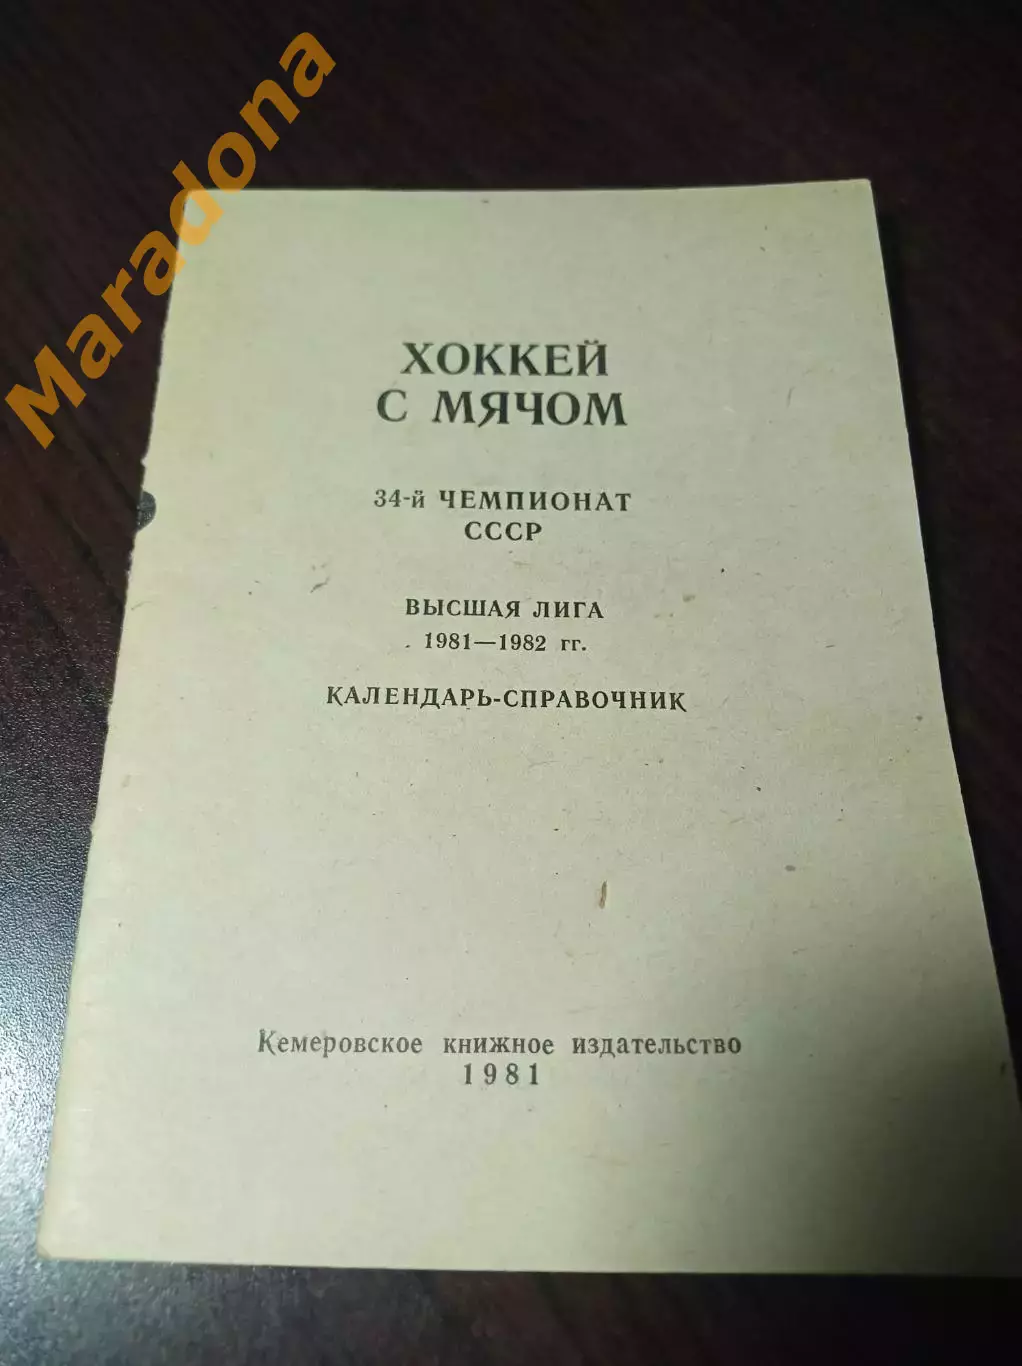 Maradona
ХОККЕЙ
С МЯЧОМ
34-й ЧЕМПИОНАТ
СССР
ВЫСШАЯ ЛИГА
1981—1982 гг.
КАЛЕНДАРЬ-СПРАВОЧНИК
Кемеровское книжное издательство
1981